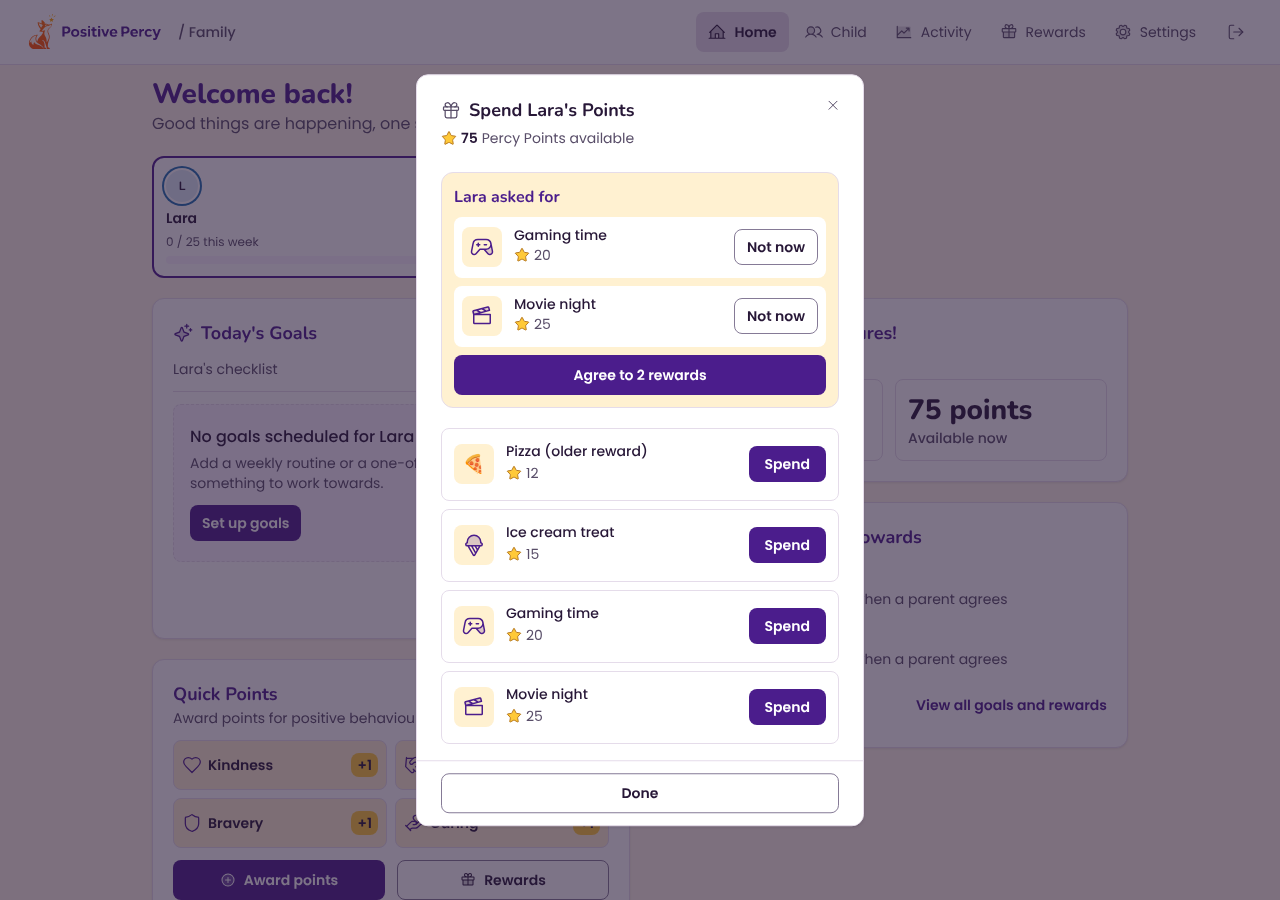 Positive Percy / Family
Home
Child
Activity
Rewards
Settings
Welcome back!
Good things are happening, one
L
Lara
0 / 25 this week
Today's Goals
Lara's checklist
No goals scheduled for Lara
Add a weekly routine or a one-of
something to work towards.
Set up goals
Quick Points
Award points for positive behaviou
Kindness +1
Bravery +1
Award points
Rewards
Spend Lara's Points
75 Percy Points available
Lara asked for
Gaming time
20
Not now
Movie night
25
Not now
Agree to 2 rewards
Pizza (older reward)
12
Spend
Ice cream treat
15
Spend
Gaming time
20
Spend
Movie night
25
Spend
Done
75 points
Available now
hen a parent agrees
hen a parent agrees
View all goals and rewards